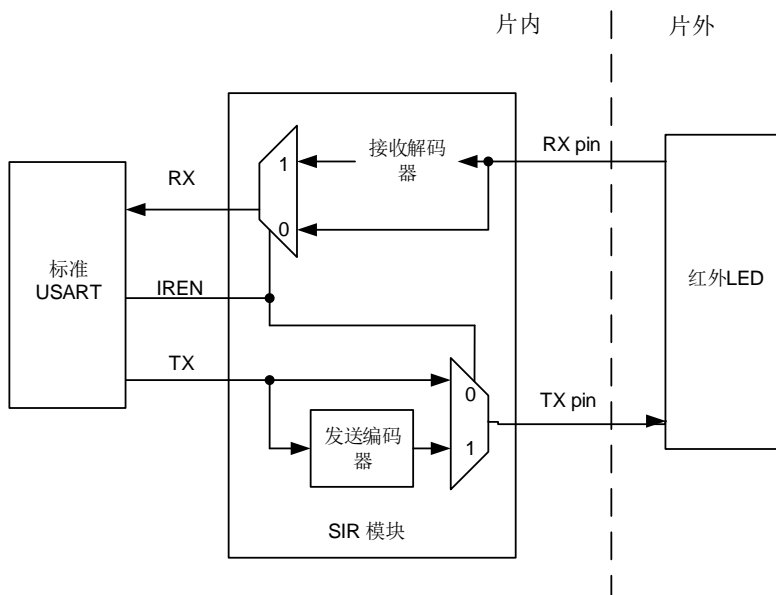 片内
片外
接收解码
器
RX pin
RX
1
0
标准
USART
IREN
红外LED
TX
0
TX pin
发送编码
器
1
SIR 模块